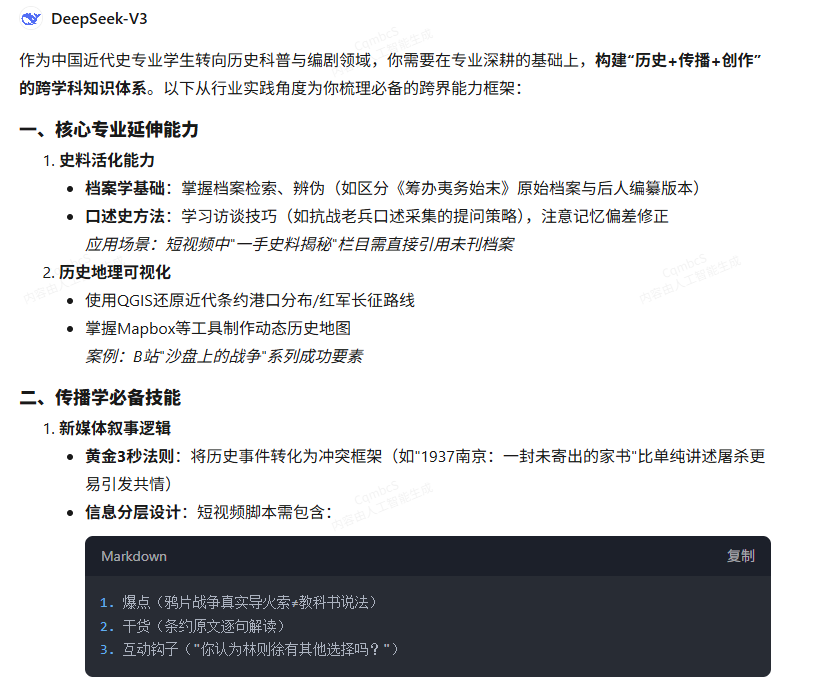 DeepSeek-V3
作为中国近代史专业学生转向历史科普与编剧领域，你需要在专业深耕的基础上，构建“历史+传播+创作”
的跨学科知识体系。以下从行业实践角度为你梳理必备的跨界能力框架：
一、核心专业延伸能力
1. 史料活化能力
• 档案学基础：掌握档案检索、辨伪（如区分《筹办夷务始末》原始档案与后人编纂版本）
• 口述史方法：学习访谈技巧（如抗战老兵口述采集的提问策略），注意记忆偏差修正
应用场景：短视频中"一手史料揭秘"栏目需直接引用未刊档案
2. 历史地理可视化
• 使用QGIS还原近代条约港口分布/红军长征路线
• 掌握Mapbox等工具制作动态历史地图
案例：B站"沙盘上的战争"系列成功要素
二、传播学必备技能
1. 新媒体叙事逻辑
• 黄金3秒法则：将历史事件转化为冲突框架（如"1937南京：一封未寄出的家书"比单纯讲述屠杀更
易引发共情）
• 信息分层设计：短视频脚本需包含：
Markdown 复制
1. 爆点（鸦片战争真实导火索≠教科书说法）
2. 干货（条约原文逐句解读）
3. 互动钩子（"你认为林则徐有其他选择吗？"）